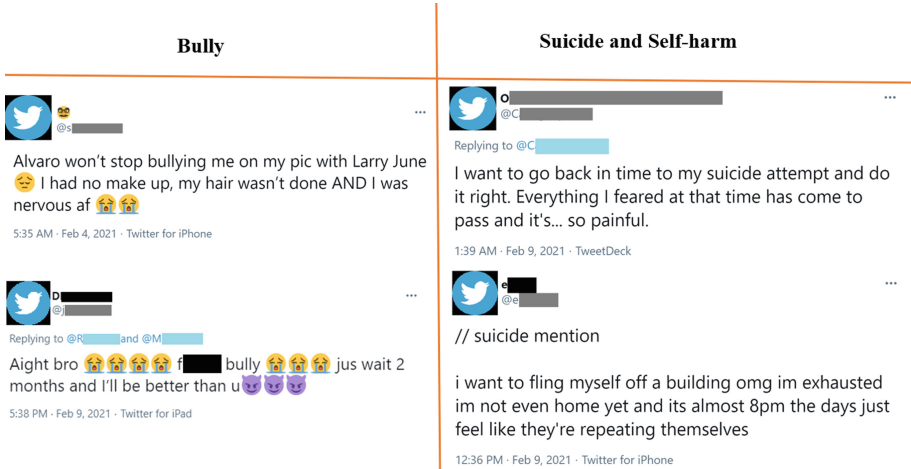 Bully
@s
Alvaro won’t stop bullying me on my pic with Larry June
😔 I had no make up, my hair wasn’t done AND I was
nervous af 😭😭
5:35 AM · Feb 4, 2021 · Twitter for iPhone
D
@j
Replying to @R and @M
Aight bro 😭😭😭😭 f bully 😭😭😭 jus wait 2
months and I’ll be better than u😈😈😈
5:38 PM · Feb 9, 2021 · Twitter for iPad
Suicide and Self-harm
O
@C
Replying to @C
I want to go back in time to my suicide attempt and do
it right. Everything I feared at that time has come to
pass and it's... so painful.
1:39 AM · Feb 9, 2021 · TweetDeck
e
@e
// suicide mention
i want to fling myself off a building omg im exhausted
im not even home yet and its almost 8pm the days just
feel like they're repeating themselves
12:36 PM · Feb 9, 2021 · Twitter for iPhone